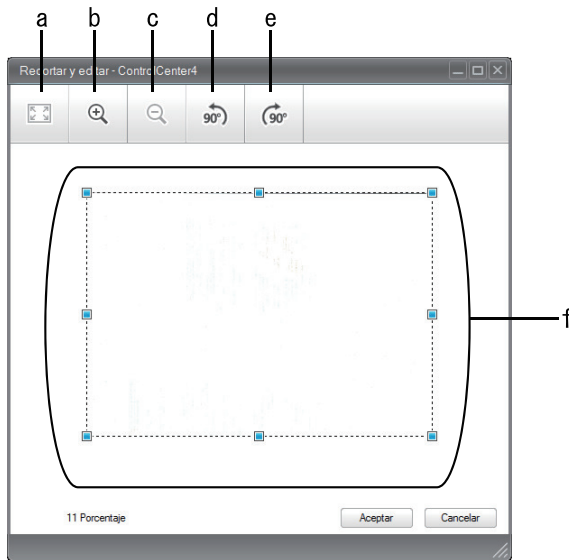 a b c d e
Recortar y editar - ControlCenter4
90° 90°
f
11 Porcentaje
Aceptar Cancelar